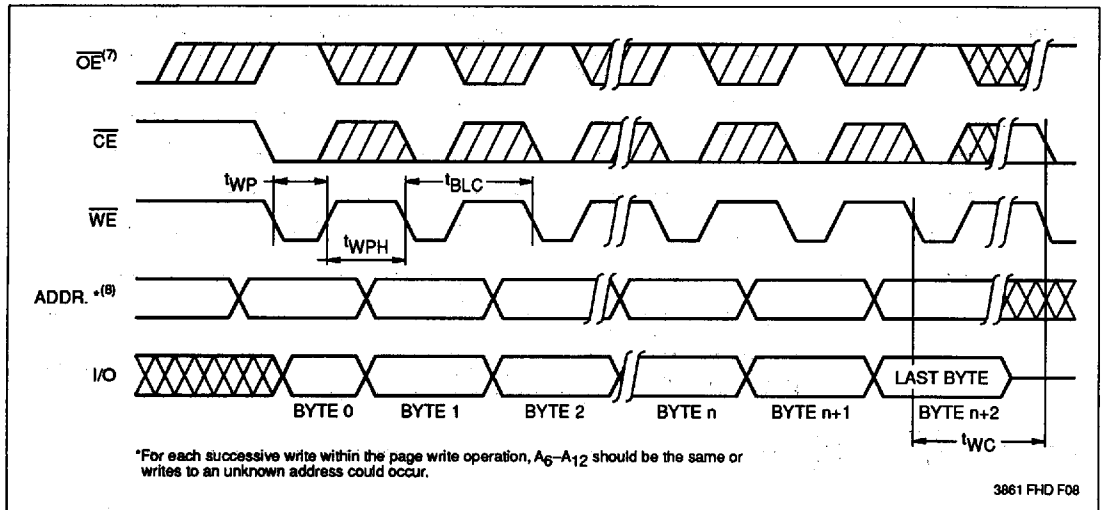 OE(7)
CE
tWP
tBLC
WE
tWPH
ADDR. *(8)
I/O
LAST BYTE
BYTE 0 BYTE 1 BYTE 2 BYTE n BYTE n+1 BYTE n+2
tWC
*For each successive write within the page write operation, A6–A12 should be the same or
writes to an unknown address could occur.
3861 FHD F08